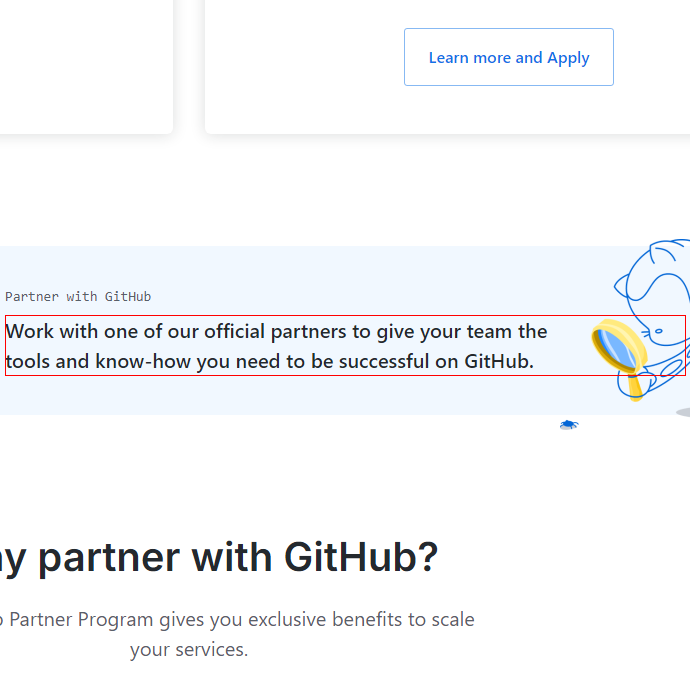 Learn more and Apply
Partner with GitHub
Work with one of our official partners to give your team the
tools and know-how you need to be successful on GitHub.
partner with GitHub?
Partner Program gives you exclusive benefits to scale
your services.